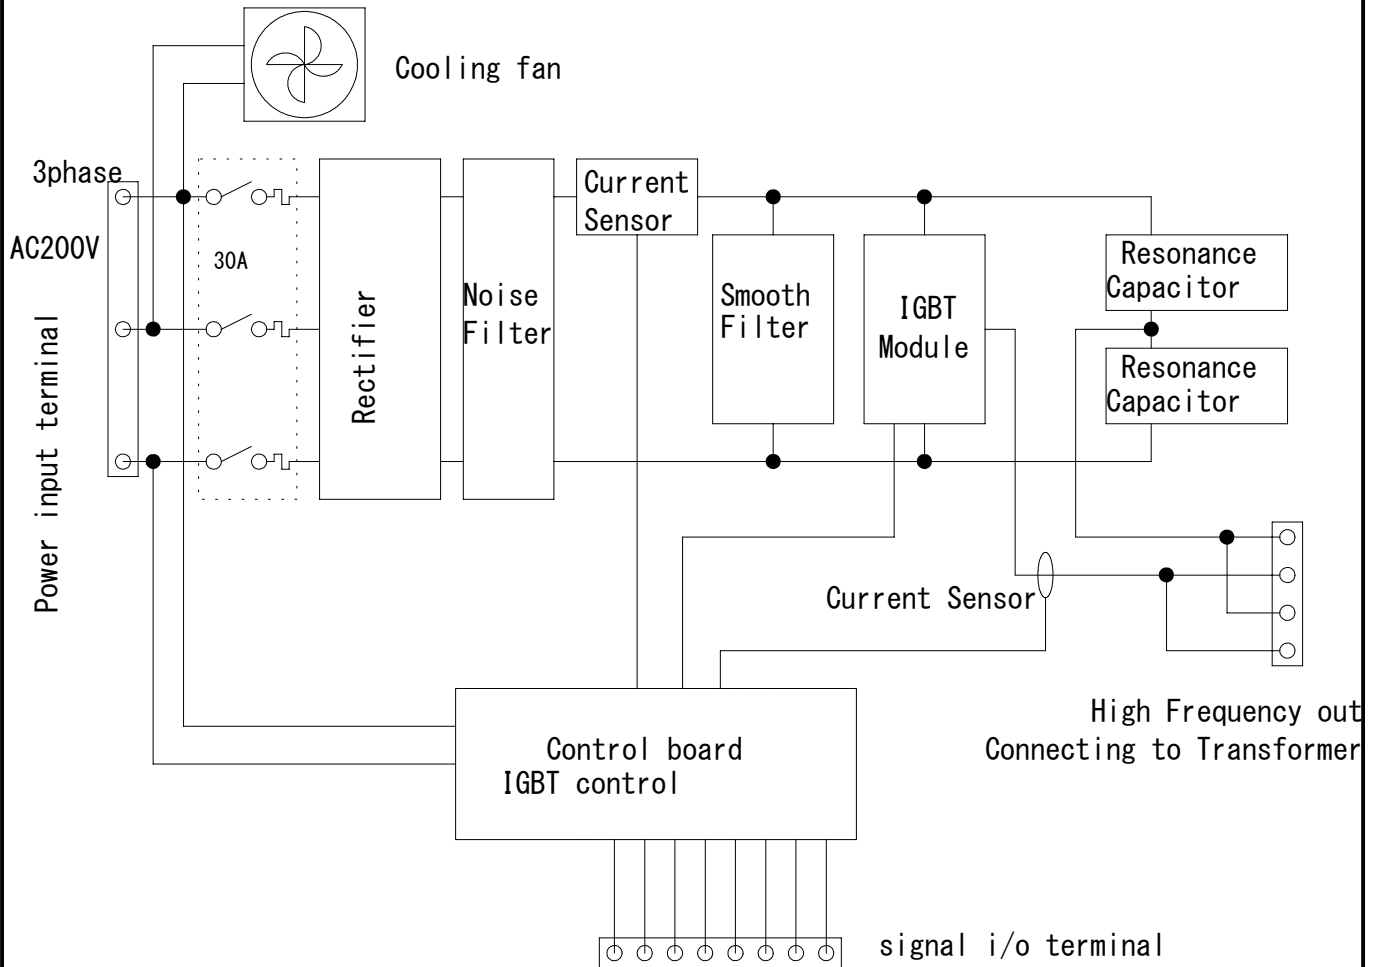 Cooling fan
3phase
AC200V
30A
Power input terminal
Rectifier
Noise
Filter
Current
Sensor
Smooth
Filter
IGBT
Module
Resonance
Capacitor
Resonance
Capacitor
Current Sensor
High Frequency out
Connecting to Transformer
Control board
IGBT control
signal i/o terminal